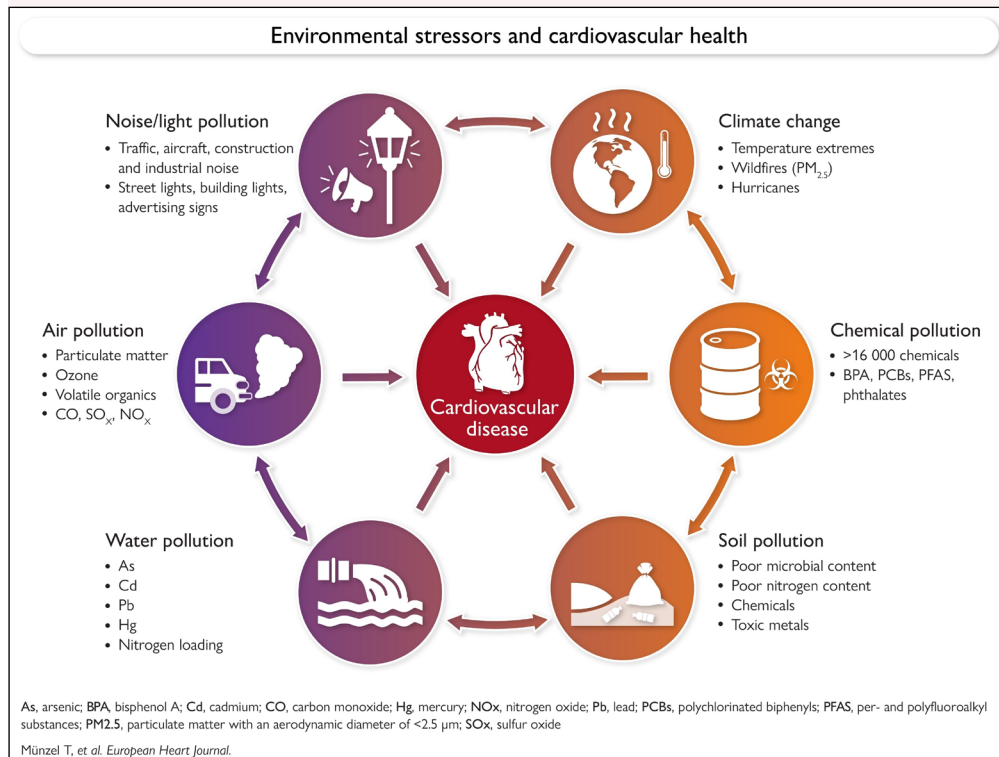 Environmental stressors and cardiovascular health
Noise/light pollution
• Traffic, aircraft, construction
and industrial noise
• Street lights, building lights,
advertising signs
Climate change
• Temperature extremes
• Wildfires (PM2.5)
• Hurricanes
Air pollution
• Particulate matter
• Ozone
• Volatile organics
• CO, SOX, NOX
Cardiovascular
disease
Chemical pollution
• >16 000 chemicals
• BPA, PCBs, PFAS,
phthalates
Water pollution
• As
• Cd
• Pb
• Hg
• Nitrogen loading
Soil pollution
• Poor microbial content
• Poor nitrogen content
• Chemicals
• Toxic metals
As, arsenic; BPA, bisphenol A; Cd, cadmium; CO, carbon monoxide; Hg, mercury; NOx, nitrogen oxide; Pb, lead; PCBs, polychlorinated biphenyls; PFAS, per- and polyfluoroalkyl
substances; PM2.5, particulate matter with an aerodynamic diameter of <2.5 µm; SOx, sulfur oxide
Münzel T, et al. European Heart Journal.